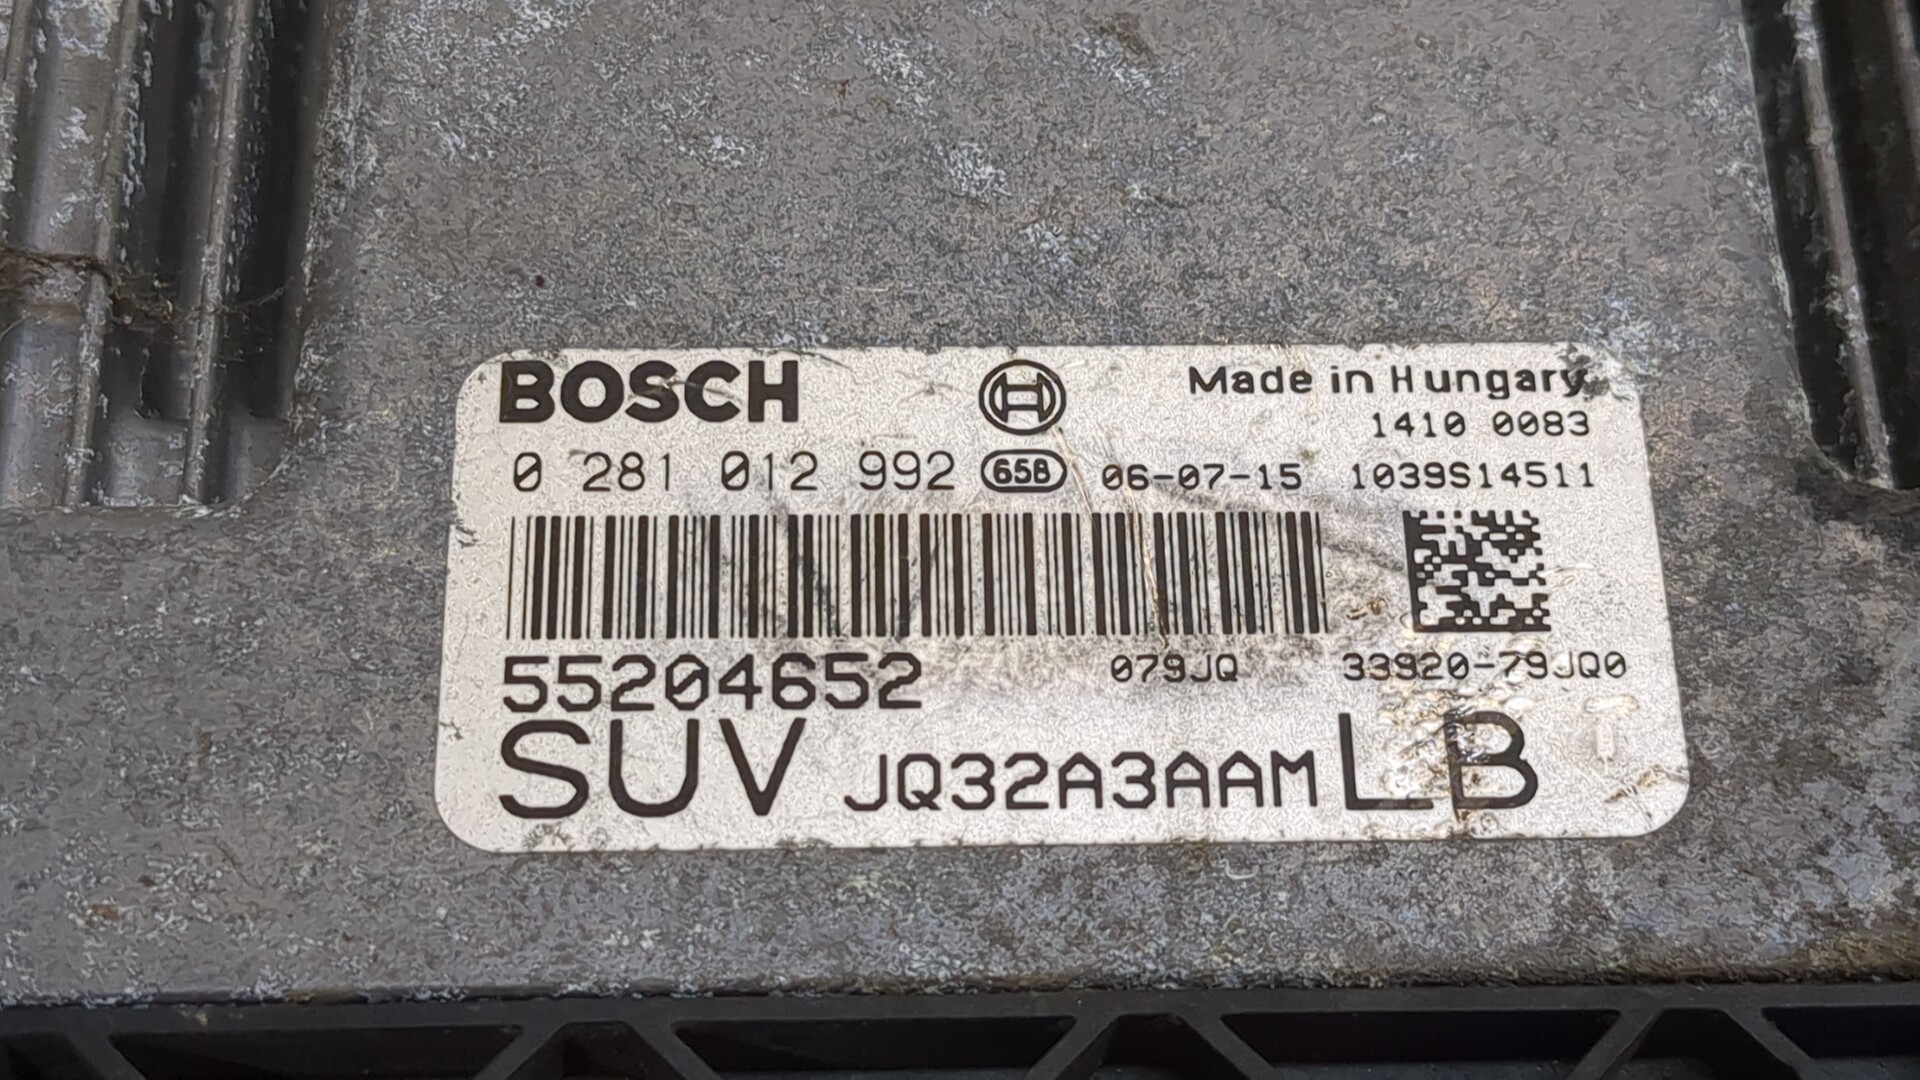 BOSCH Made in Hungary
1410 0083
0 281 012 992 65B 06-07-15 1039S14511
55204652 079JQ 33920-79JQ0
SUV JQ32A3AAM LB